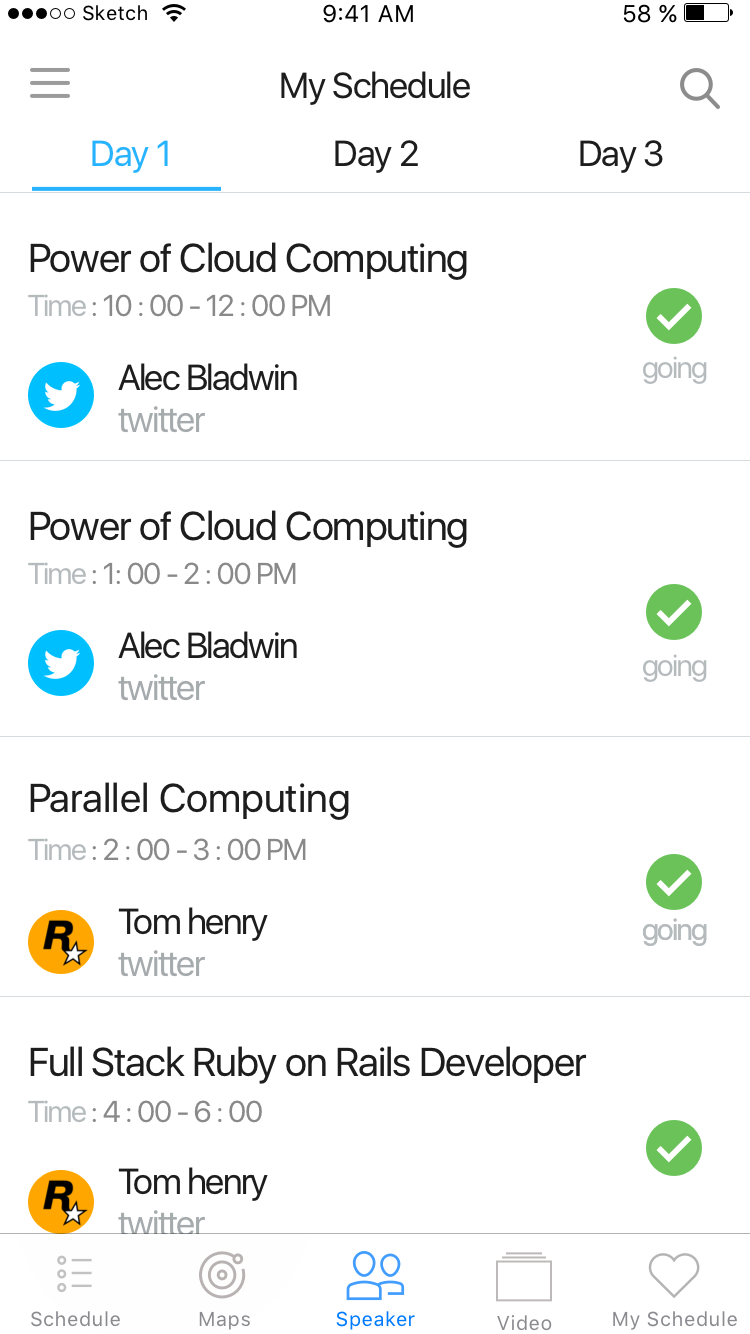 Sketch 9:41 AM 58 %
My Schedule
Day 1 Day 2 Day 3
Power of Cloud Computing
Time : 10 : 00 - 12 : 00 PM
going
Alec Bladwin
twitter
Power of Cloud Computing
Time : 1: 00 - 2 : 00 PM
going
Alec Bladwin
twitter
Parallel Computing
Time : 2 : 00 - 3 : 00 PM
going
R
Tom henry
twitter
Full Stack Ruby on Rails Developer
Time : 4 : 00 - 6 : 00
R
Tom henry
twitter
Schedule Maps Speaker Video My Schedule